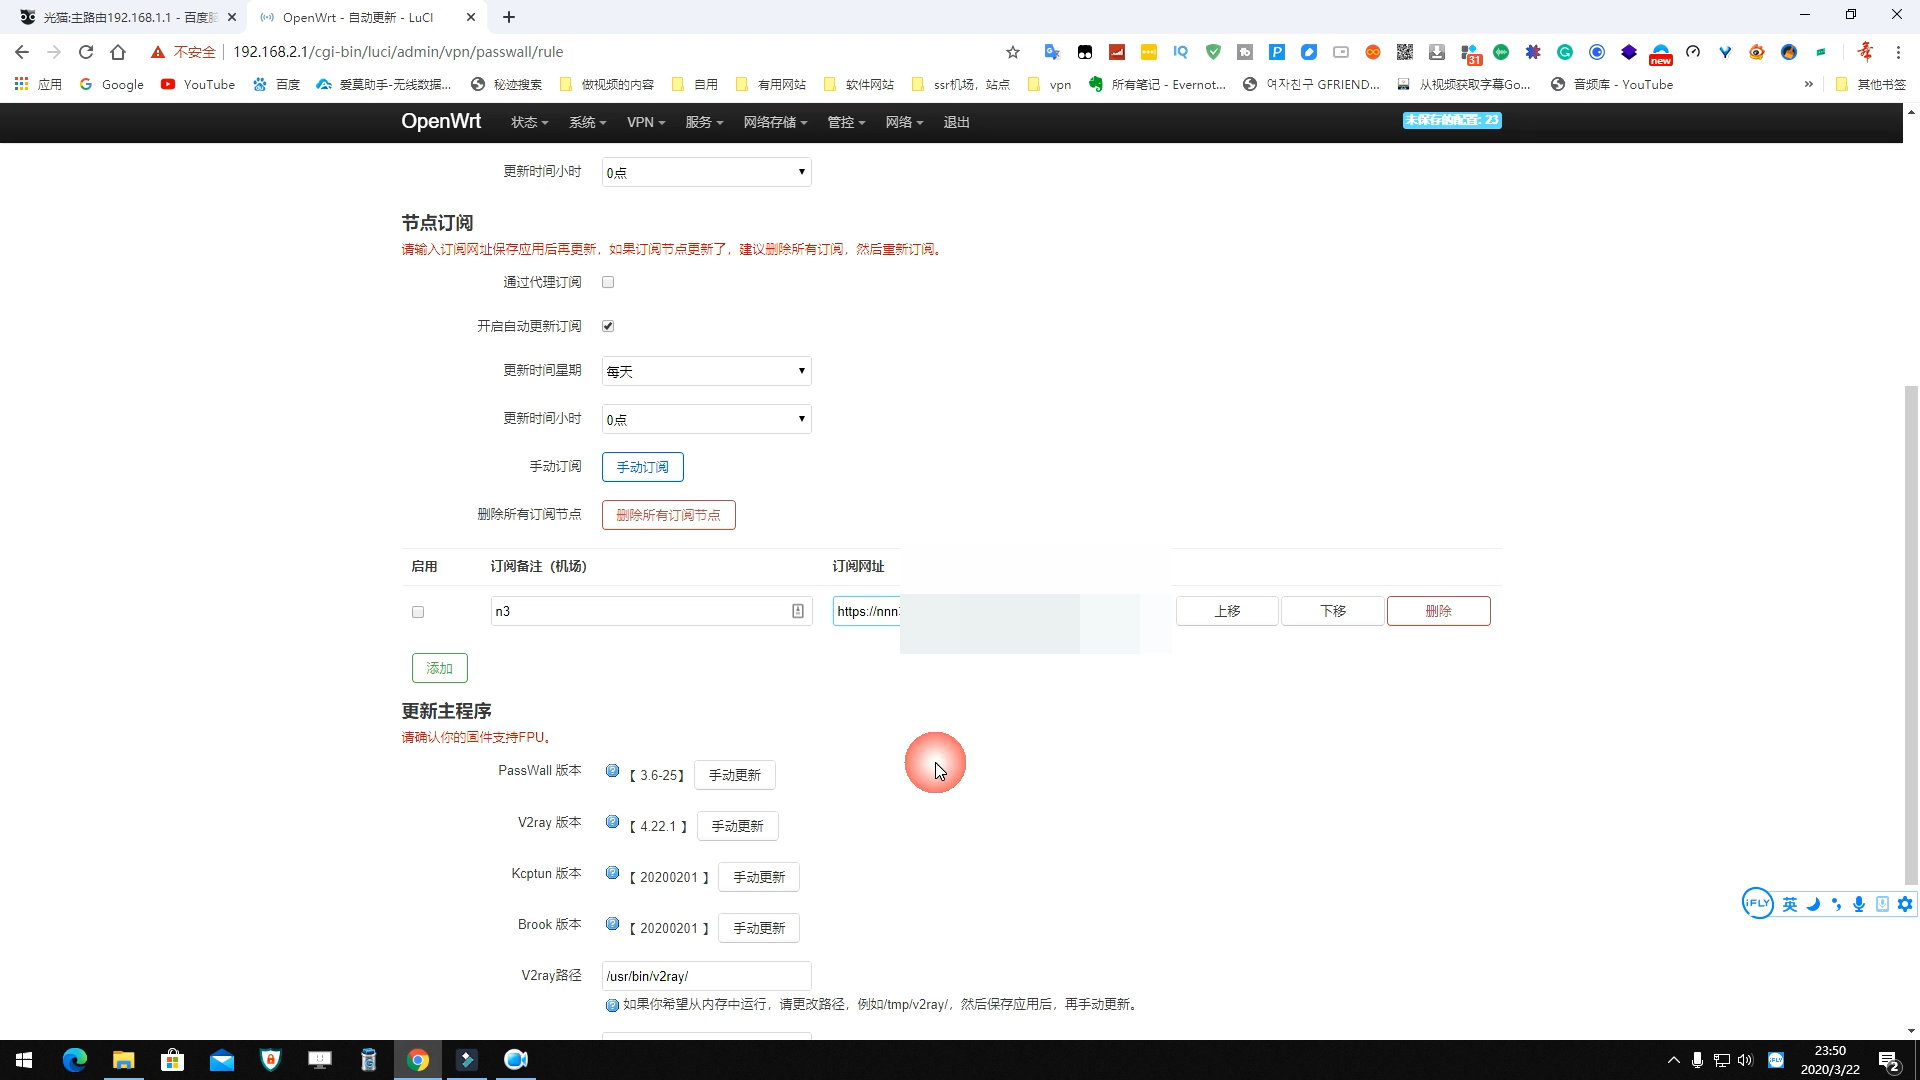 光猫:主路由192.168.1.1 - 百度
OpenWrt - 自动更新 - LuCI
不安全
192.168.2.1/cgi-bin/luci/admin/vpn/passwall/rule
应用
Google
YouTube
百度
爱莫助手-无线数据...
秘迹搜索
做视频的内容
自用
有用网站
软件网站
ssr机场，站点
vpn
所有笔记 - Evernot...
여자친구 GFRIEND...
从视频获取字幕Go...
音频库 - YouTube
»
其他书签
OpenWrt
状态
系统
VPN
服务
网络存储
管控
网络
退出
未保存的配置: 23
更新时间小时
0点
节点订阅
请输入订阅网址保存应用后再更新，如果订阅节点更新了，建议删除所有订阅，然后重新订阅。
通过代理订阅
开启自动更新订阅
更新时间星期
每天
更新时间小时
0点
手动订阅
手动订阅
删除所有订阅节点
删除所有订阅节点
启用
订阅备注（机场）
订阅网址
n3
https://nnn
上移
下移
删除
添加
更新主程序
请确认你的固件支持FPU。
PassWall 版本
【 3.6-25】
手动更新
V2ray 版本
【 4.22.1 】
手动更新
Kcptun 版本
【 20200201 】
手动更新
Brook 版本
【 20200201 】
手动更新
V2ray路径
/usr/bin/v2ray/
如果你希望从内存中运行，请更改路径，例如/tmp/v2ray/，然后保存应用后，再手动更新。
iFLY
英
23:50
2020/3/22
2
31
new
IQ